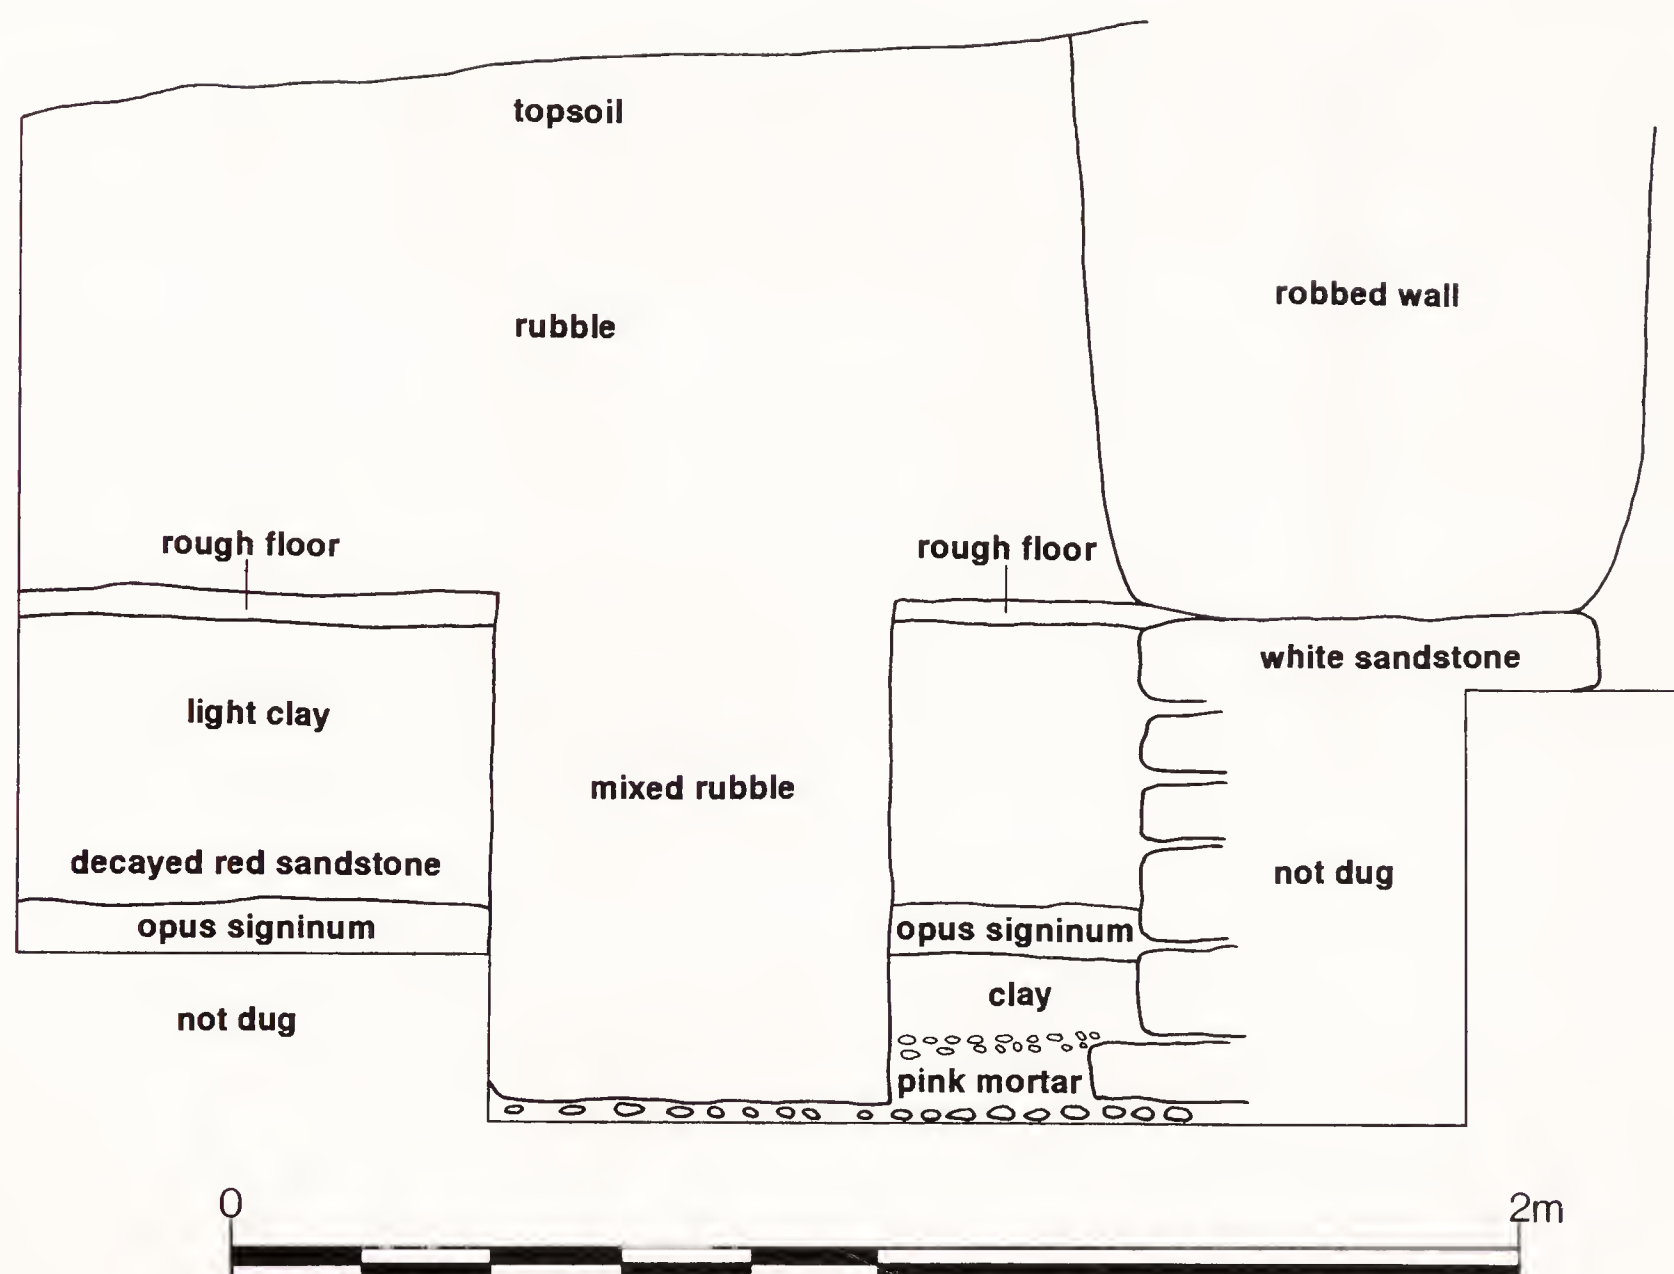 topsoil
robbed wall
rubble
rough floor
rough floor
white sandstone
light clay
mixed rubble
decayed red sandstone
not dug
opus signinum
opus signinum
clay
not dug
pink mortar
0
2m